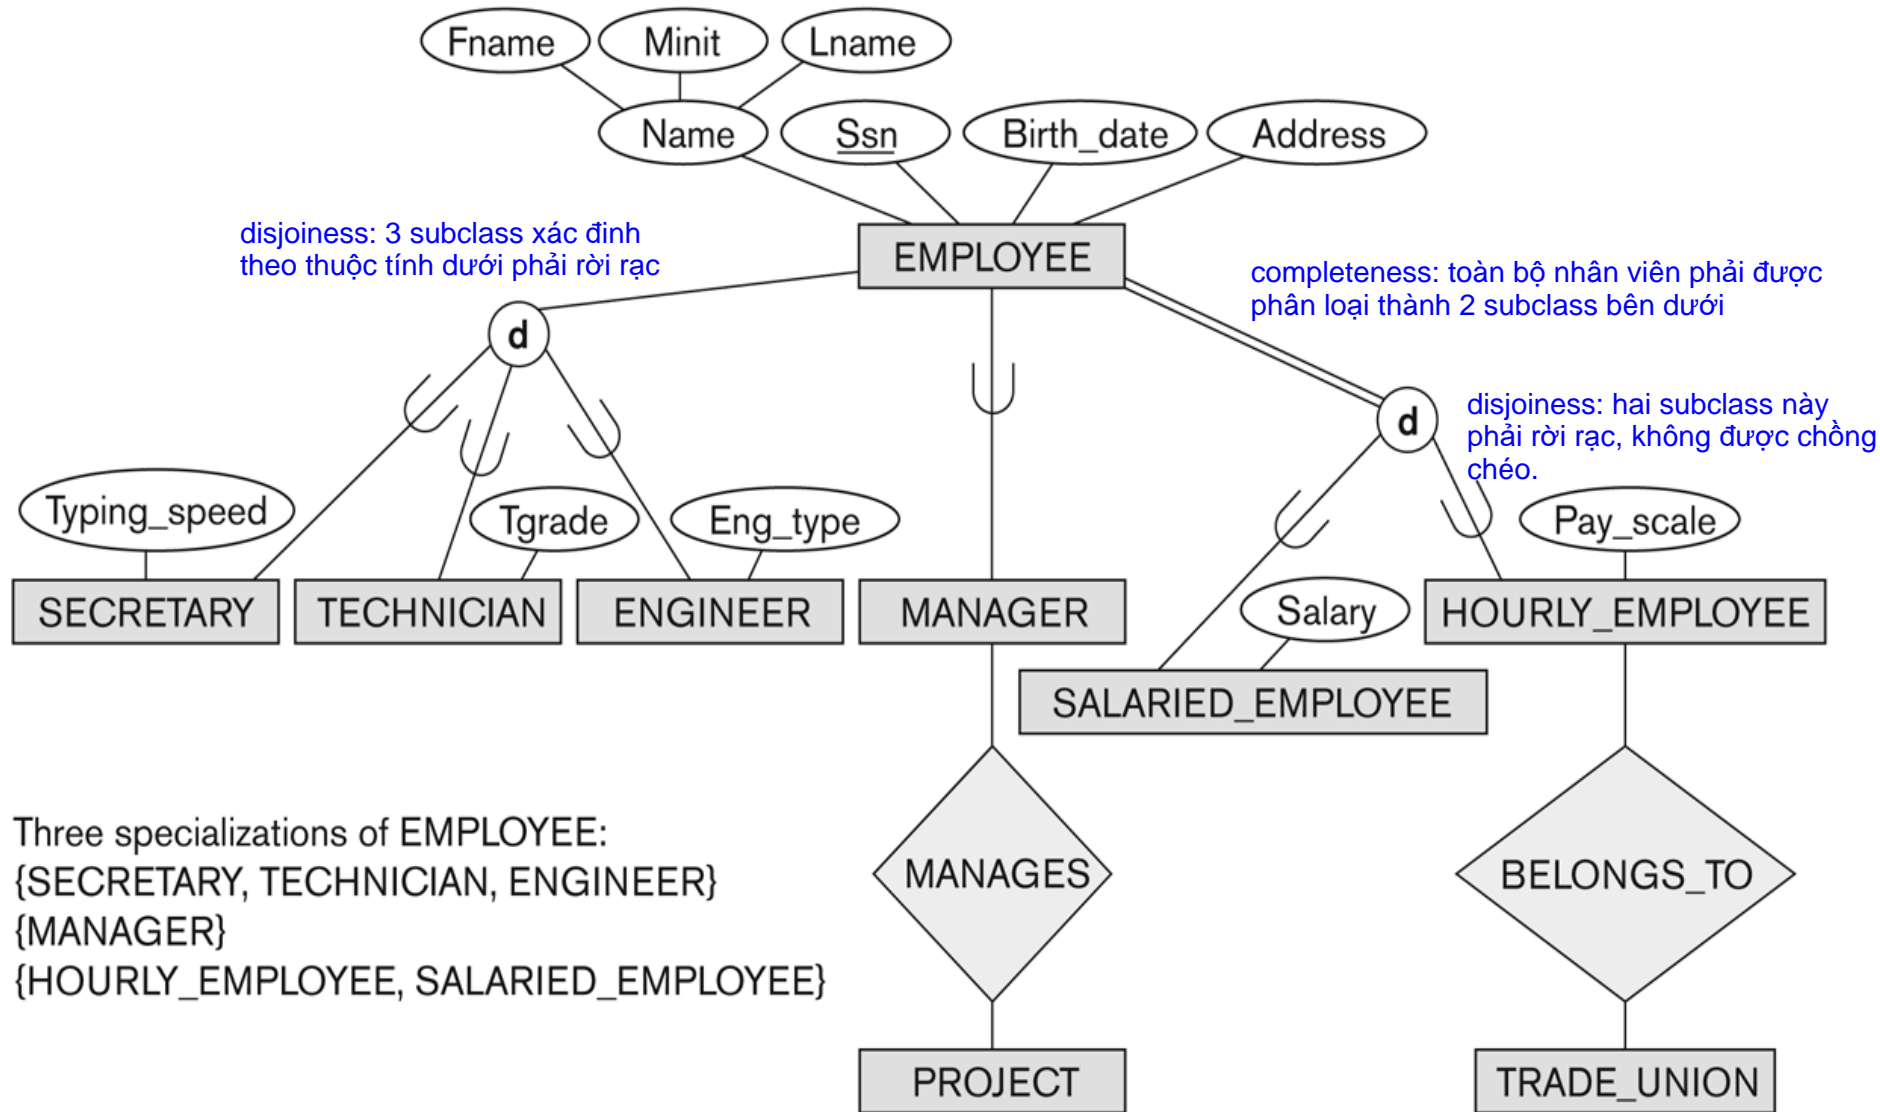 Fname
Minit
Lname
Name
Ssn
Birth_date
Address
disjoiness: 3 subclass xác đinh
theo thuộc tính dưới phải rời rạc
EMPLOYEE
completeness: toàn bộ nhân viên phải được
phân loại thành 2 subclass bên dưới
d
d
disjoiness: hai subclass này
phải rời rạc, không được chồng
chéo.
Typing_speed
Tgrade
Eng_type
Pay_scale
SECRETARY
TECHNICIAN
ENGINEER
MANAGER
Salary
HOURLY_EMPLOYEE
SALARIED_EMPLOYEE
Three specializations of EMPLOYEE:
{SECRETARY, TECHNICIAN, ENGINEER}
{MANAGER}
{HOURLY_EMPLOYEE, SALARIED_EMPLOYEE}
MANAGES
BELONGS_TO
PROJECT
TRADE_UNION